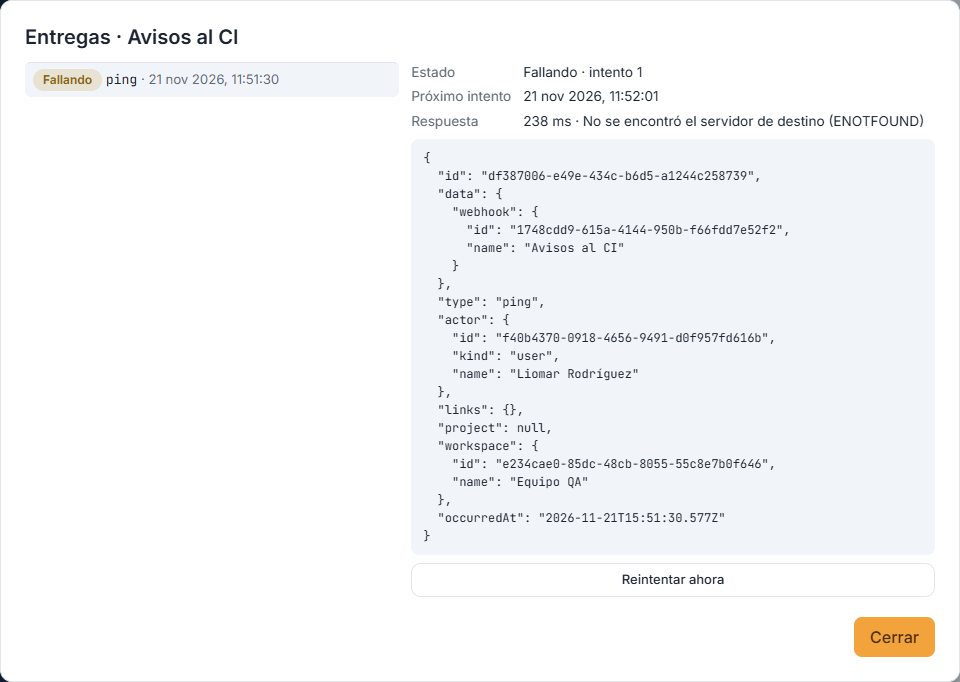 Entregas · Avisos al CI
Fallando ping · 21 nov 2026, 11:51:30
Estado Fallando · intento 1
Próximo intento 21 nov 2026, 11:52:01
Respuesta 238 ms · No se encontró el servidor de destino (ENOTFOUND)
{
  "id": "df387006-e49e-434c-b6d5-a1244c258739",
  "data": {
    "webhook": {
      "id": "1748cdd9-615a-4144-950b-f66fdd7e52f2",
      "name": "Avisos al CI"
    }
  },
  "type": "ping",
  "actor": {
    "id": "f40b4370-0918-4656-9491-d0f957fd616b",
    "kind": "user",
    "name": "Liomar Rodríguez"
  },
  "links": {},
  "project": null,
  "workspace": {
    "id": "e234cae0-85dc-48cb-8055-55c8e7b0f646",
    "name": "Equipo QA"
  },
  "occurredAt": "2026-11-21T15:51:30.577Z"
}
Reintentar ahora
Cerrar